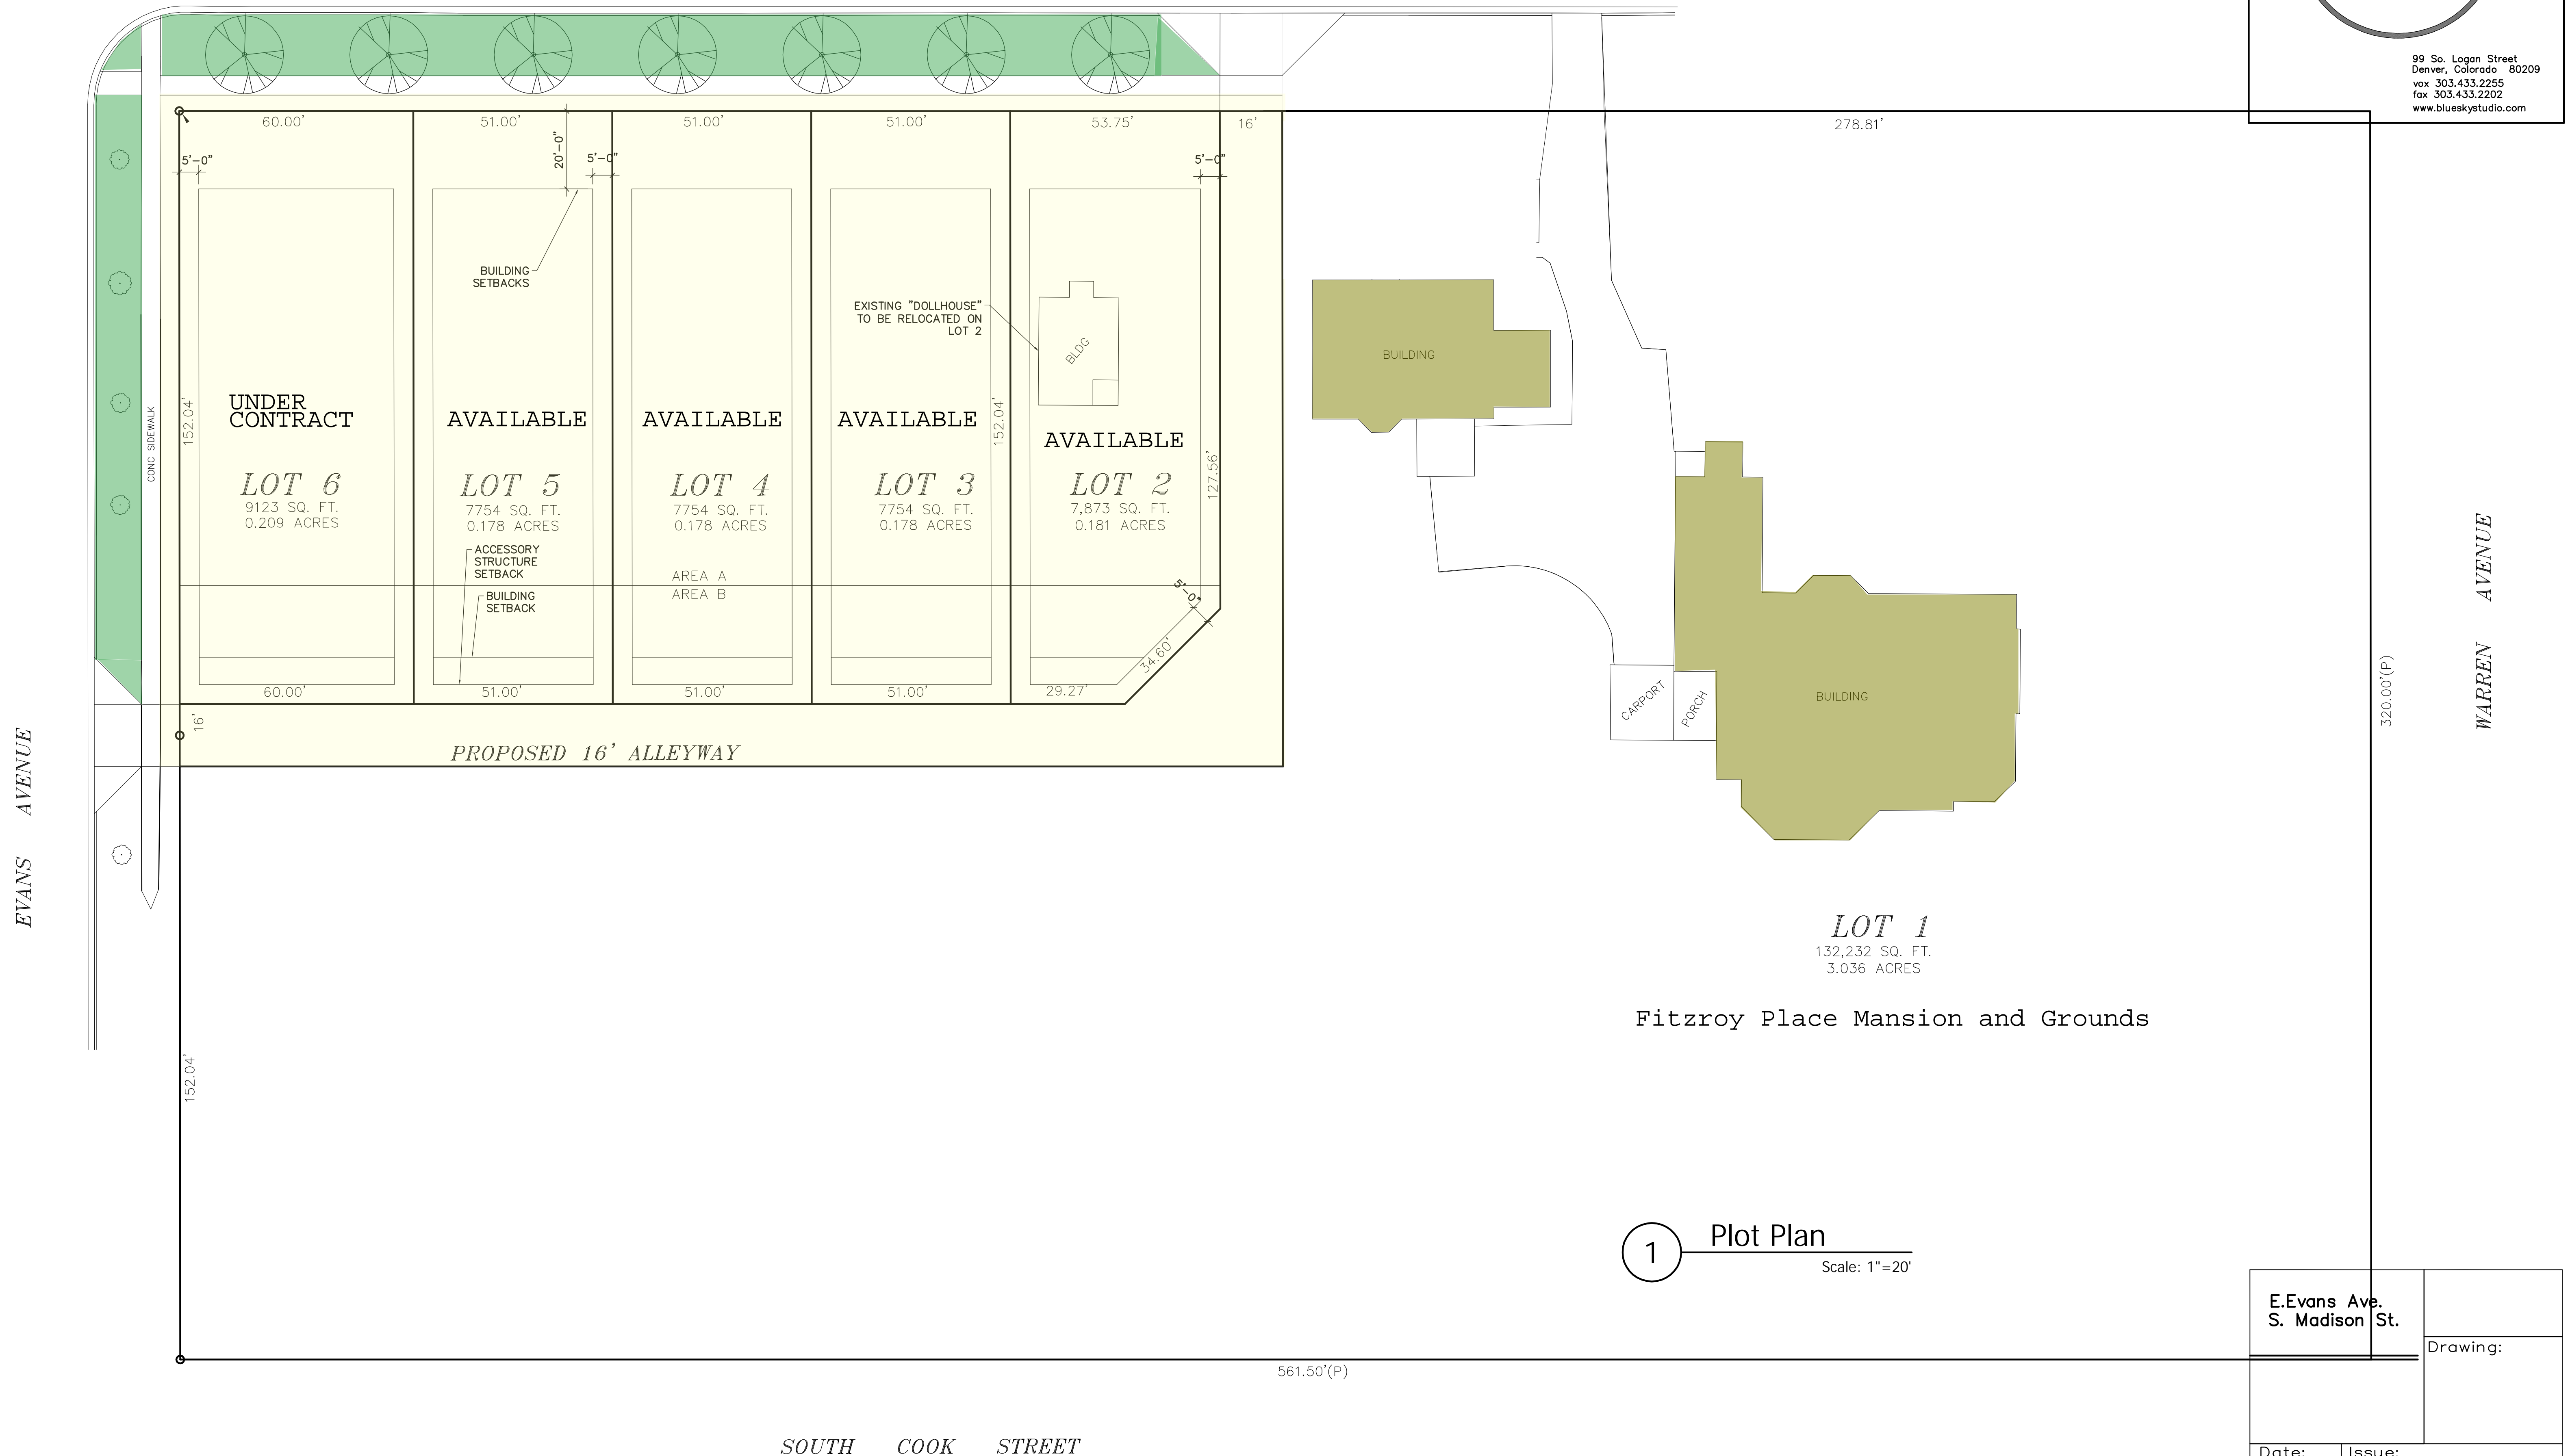 99 So. Logan Street
Denver, Colorado 80209
vox 303.433.2255
fax 303.433.2202
www.blueskystudio.com
60.00'
51.00'
51.00'
51.00'
53.75'
16'
278.81'
5'-0"
20'-0"
5'-0"
5'-0"
BUILDING
SETBACKS
EXISTING "DOLLHOUSE"
TO BE RELOCATED ON
LOT 2
BLDG
BUILDING
CONC SIDEWALK
152.04'
UNDER
CONTRACT
AVAILABLE
AVAILABLE
AVAILABLE
152.04'
AVAILABLE
127.56'
LOT 6
9123 SQ. FT.
0.209 ACRES
LOT 5
7754 SQ. FT.
0.178 ACRES
LOT 4
7754 SQ. FT.
0.178 ACRES
LOT 3
7754 SQ. FT.
0.178 ACRES
LOT 2
7,873 SQ. FT.
0.181 ACRES
ACCESSORY
STRUCTURE
SETBACK
BUILDING
SETBACK
AREA A
AREA B
5'-0"
34.60'
60.00'
51.00'
51.00'
51.00'
29.27'
16'
PROPOSED 16' ALLEYWAY
CARPORT
PORCH
BUILDING
WARREN AVENUE
320.00'(P)
EVANS AVENUE
LOT 1
132,232 SQ. FT.
3.036 ACRES
Fitzroy Place Mansion and Grounds
152.04'
1
Plot Plan
Scale: 1"=20'
E.Evans Ave.
S. Madison St.
Drawing:
561.50'(P)
SOUTH COOK STREET
Date:
Issue: